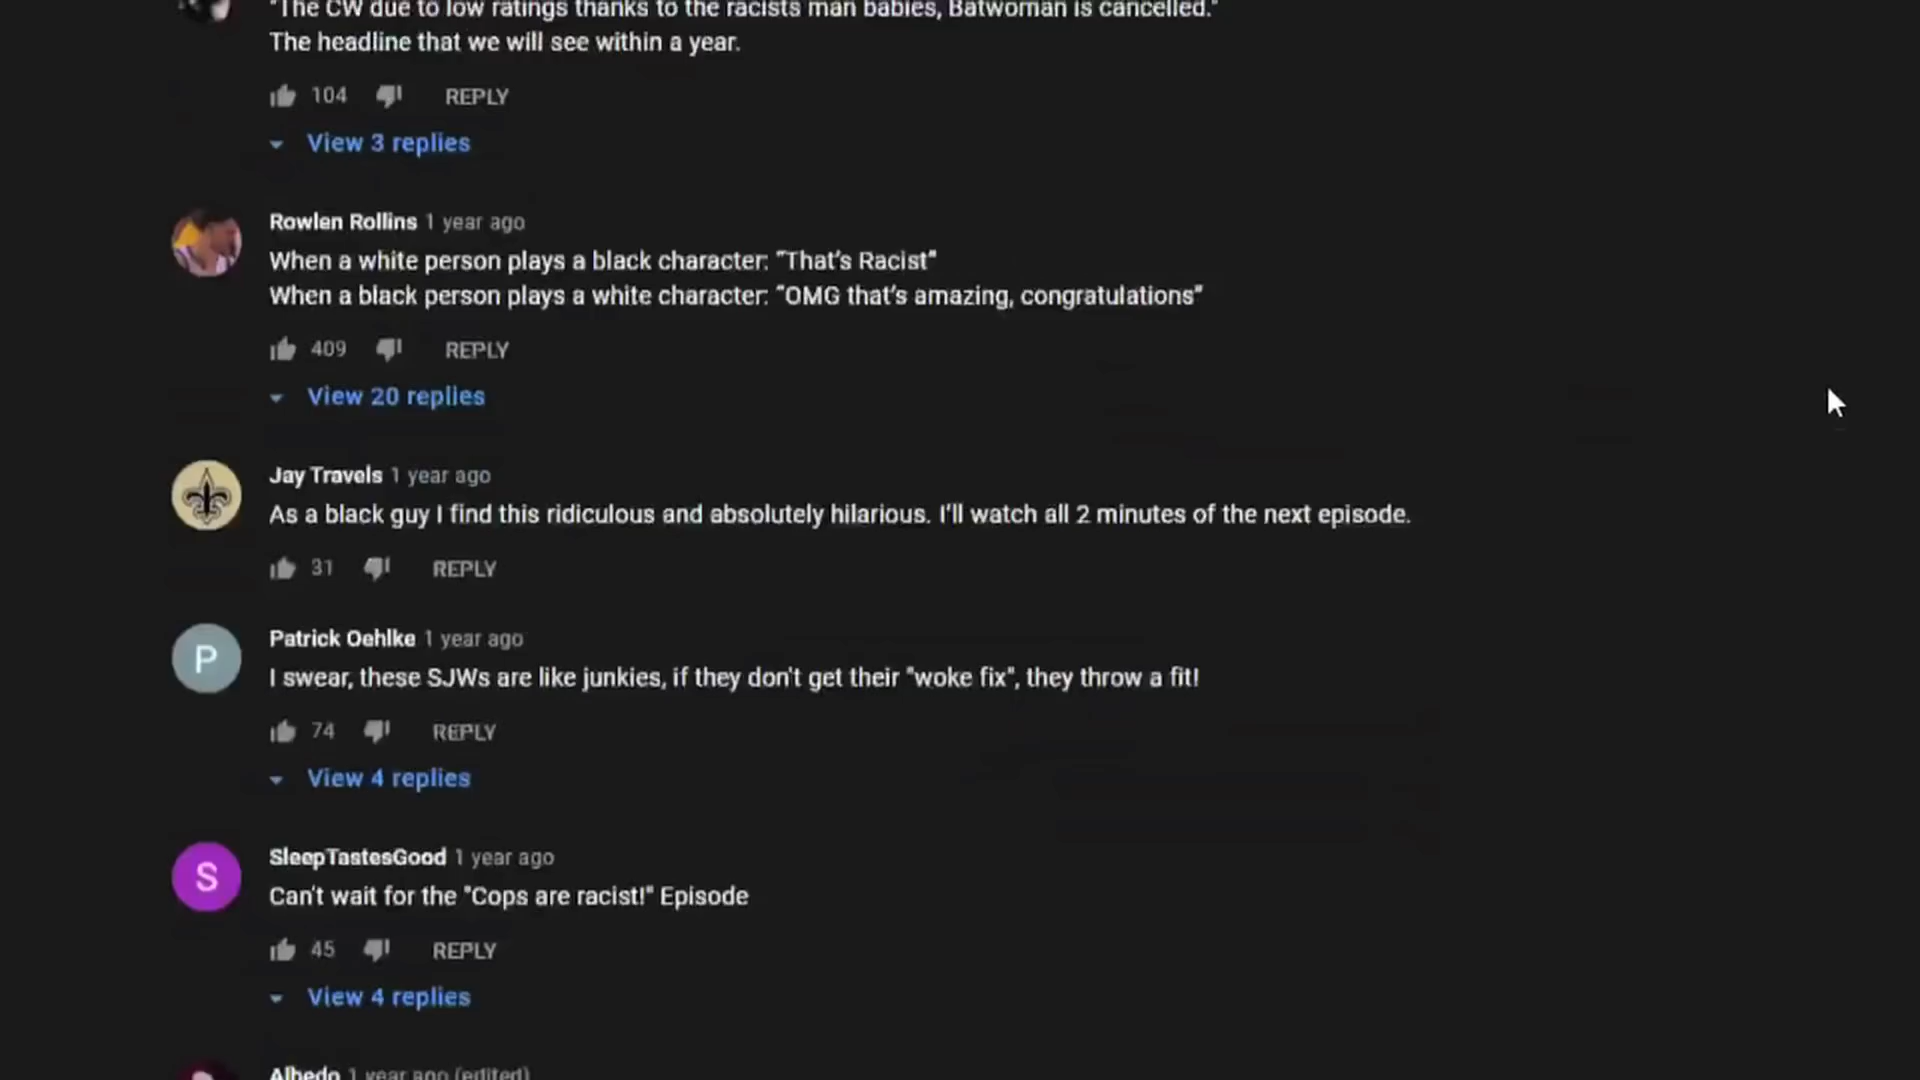 "The CW due to low ratings thanks to the racists man babies, Batwoman is cancelled."
The headline that we will see within a year.
104 REPLY
View 3 replies
Rowlen Rollins 1 year ago
When a white person plays a black character: "That's Racist"
When a black person plays a white character: "OMG that's amazing, congratulations"
409 REPLY
View 20 replies
Jay Travels 1 year ago
As a black guy I find this ridiculous and absolutely hilarious. I'll watch all 2 minutes of the next episode.
31 REPLY
P
Patrick Oehlke 1 year ago
I swear, these SJWs are like junkies, if they don't get their "woke fix", they throw a fit!
74 REPLY
View 4 replies
S
SleepTastesGood 1 year ago
Can't wait for the "Cops are racist!" Episode
45 REPLY
View 4 replies
Albedo 1 year ago (edited)